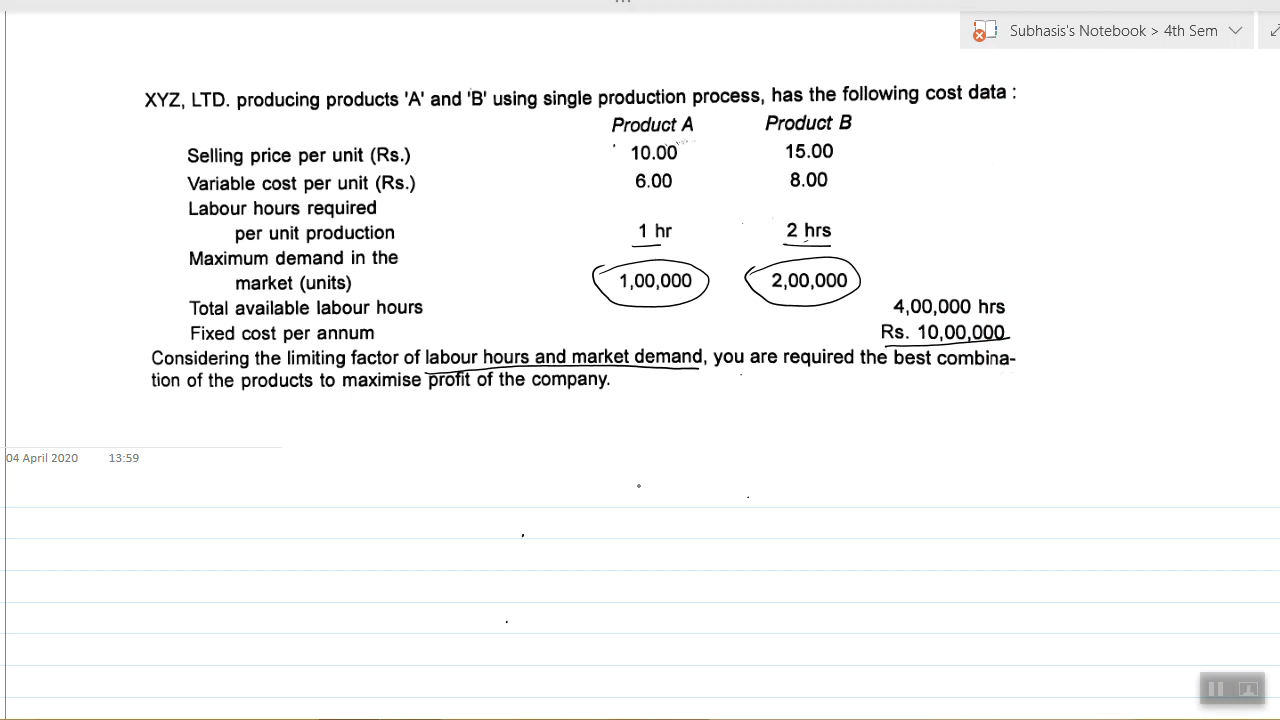 Subhasis's Notebook > 4th Sem
XYZ, LTD. producing products 'A' and 'B' using single production process, has the following cost data :
Product A Product B
Selling price per unit (Rs.) 10.00 15.00
Variable cost per unit (Rs.) 6.00 8.00
Labour hours required
per unit production 1 hr 2 hrs
Maximum demand in the
market (units) 1,00,000 2,00,000
Total available labour hours 4,00,000 hrs
Fixed cost per annum Rs. 10,00,000
Considering the limiting factor of labour hours and market demand, you are required the best combina-
tion of the products to maximise profit of the company.
04 April 2020 13:59